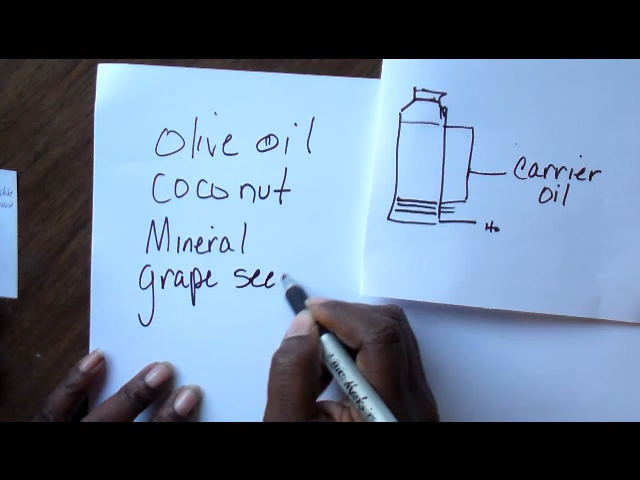 Olive oil
coconut
Mineral
grape see
carrier
oil